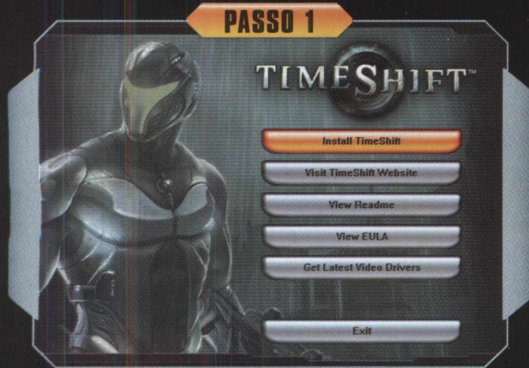 PASSO 1
TIMESHIFT™
Install TimeShift
Visit TimeShift Website
View Readme
View EULA
Get Latest Video Drivers
Exit